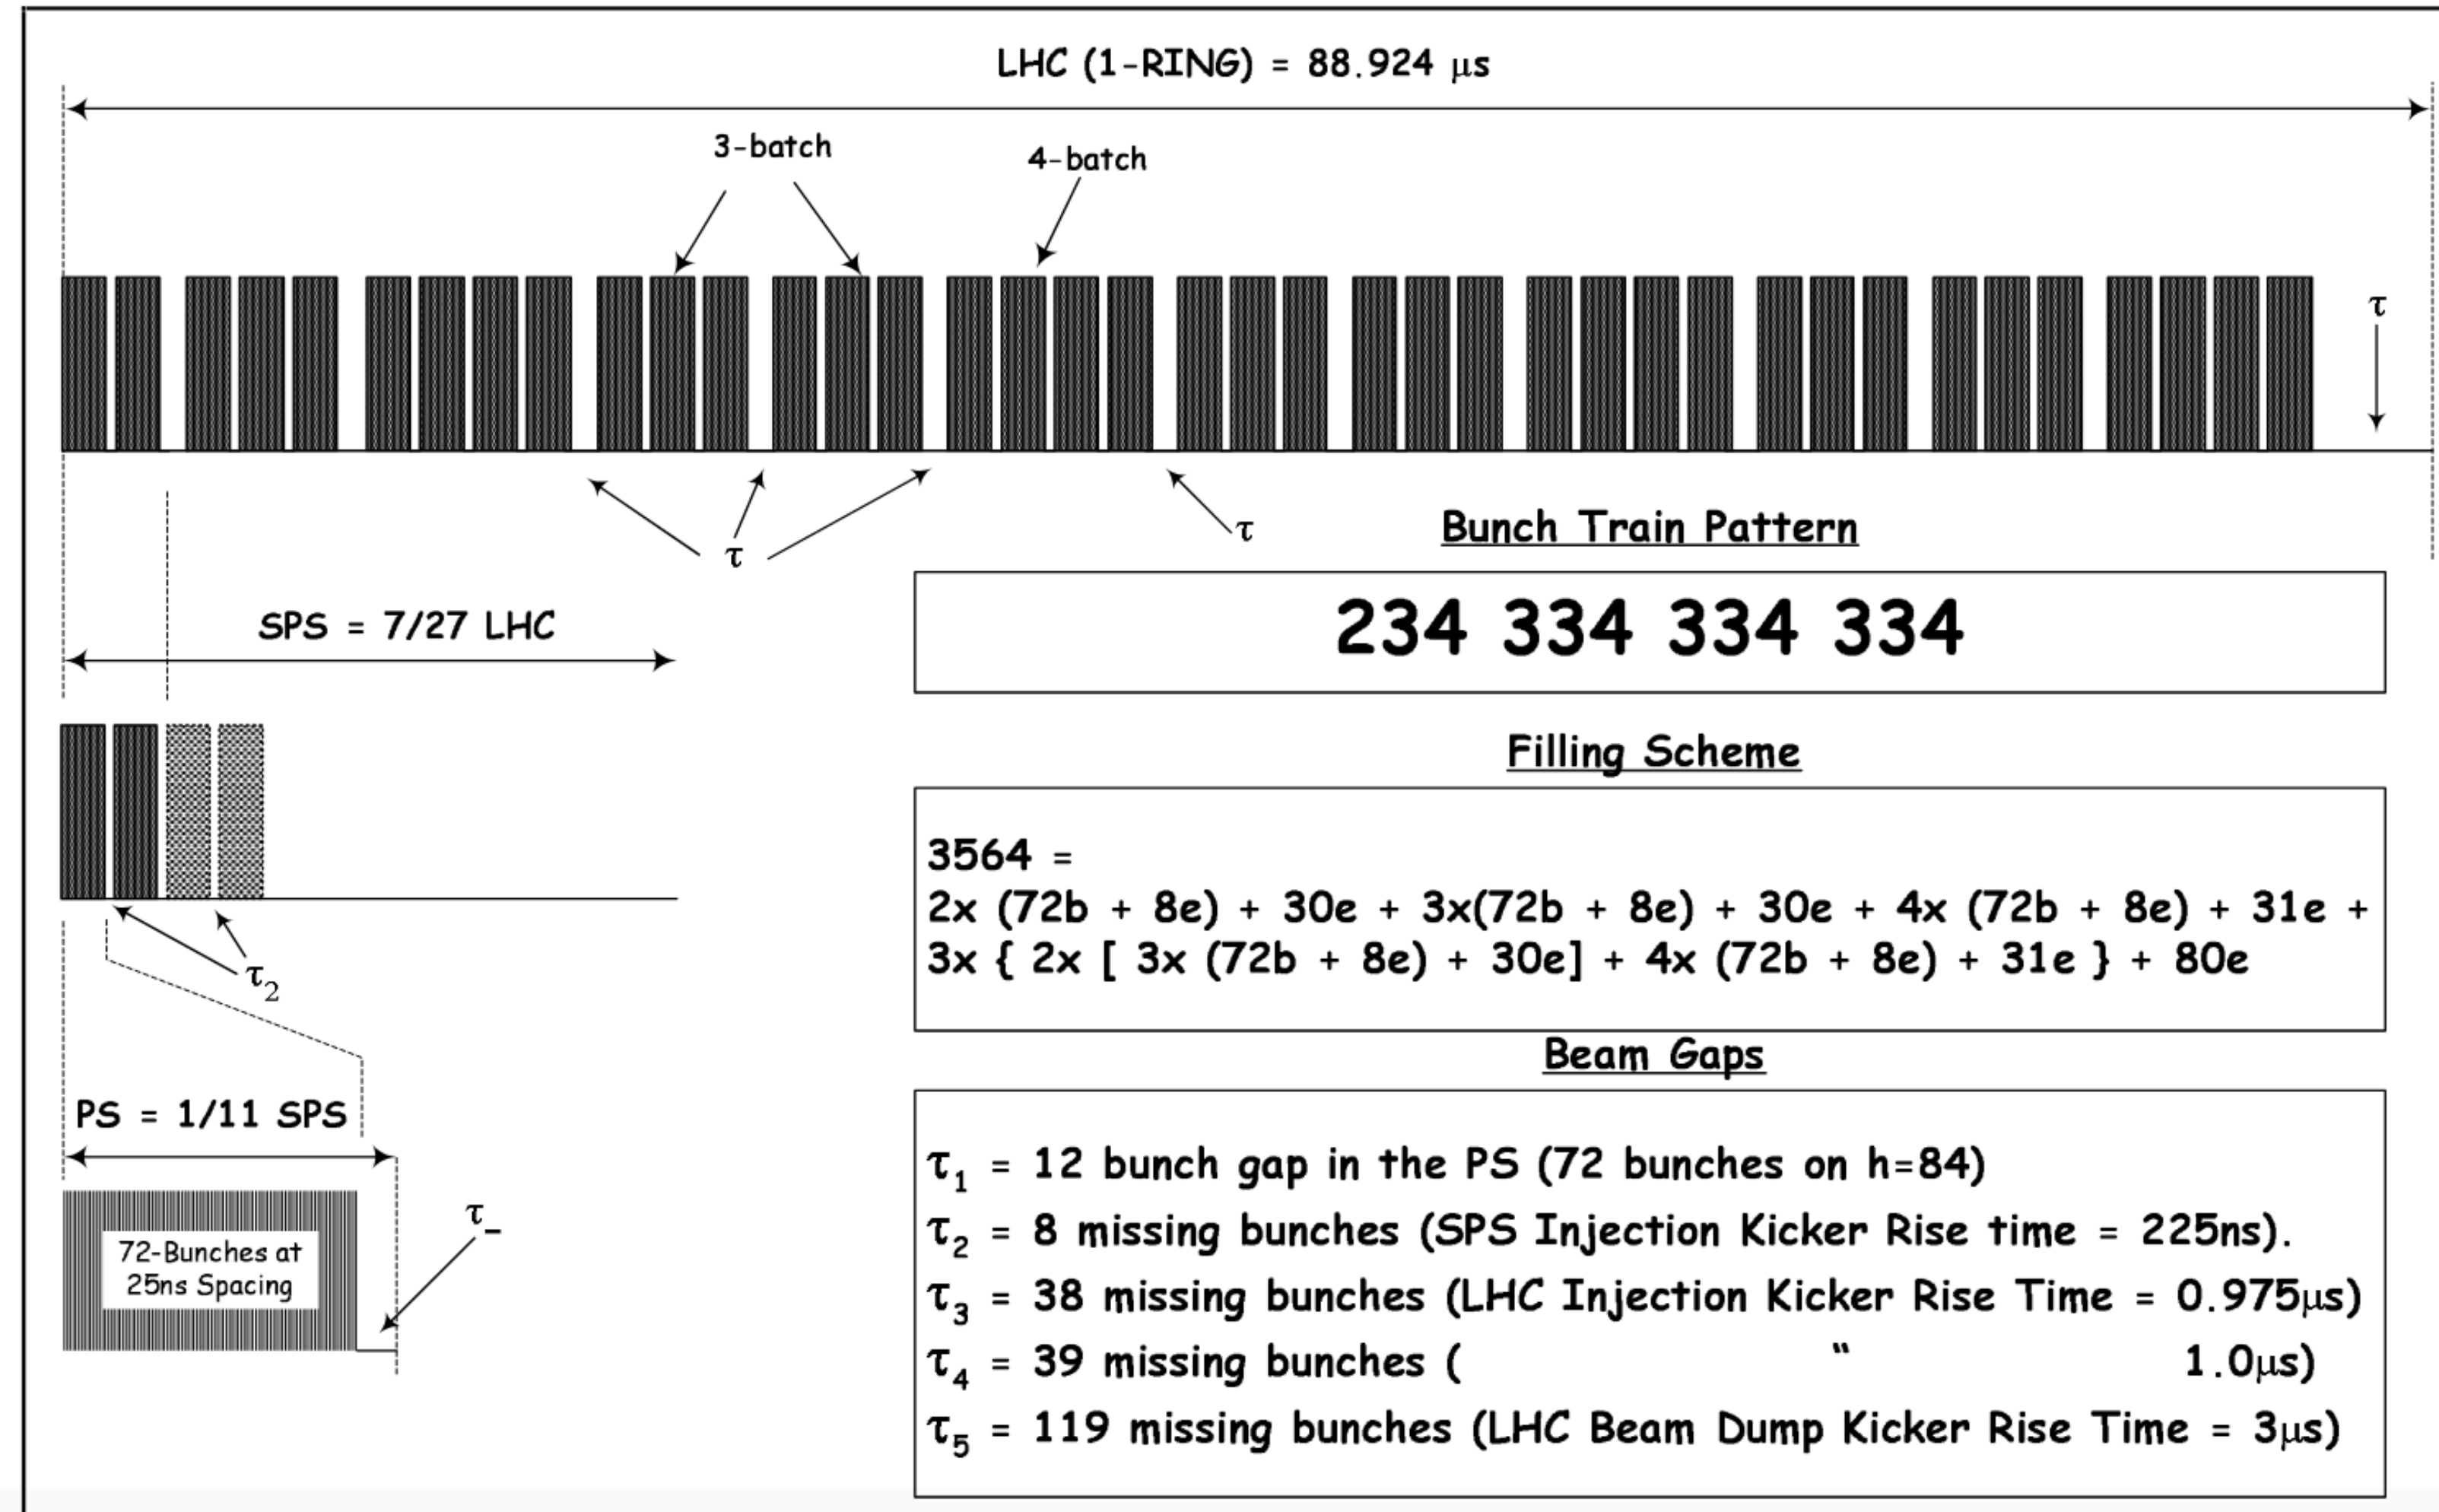 LHC (1-RING) = 88.924 μs
3-batch
4-batch
τ
τ
τ
Bunch Train Pattern
234 334 334 334
SPS = 7/27 LHC
Filling Scheme
3564 =
2x (72b + 8e) + 30e + 3x(72b + 8e) + 30e + 4x (72b + 8e) + 31e +
3x { 2x [ 3x (72b + 8e) + 30e] + 4x (72b + 8e) + 31e } + 80e
τ2
Beam Gaps
PS = 1/11 SPS
τ1 = 12 bunch gap in the PS (72 bunches on h=84)
τ2 = 8 missing bunches (SPS Injection Kicker Rise time = 225ns).
τ3 = 38 missing bunches (LHC Injection Kicker Rise Time = 0.975μs)
τ4 = 39 missing bunches ( " 1.0μs)
τ5 = 119 missing bunches (LHC Beam Dump Kicker Rise Time = 3μs)
τ_
72-Bunches at
25ns Spacing